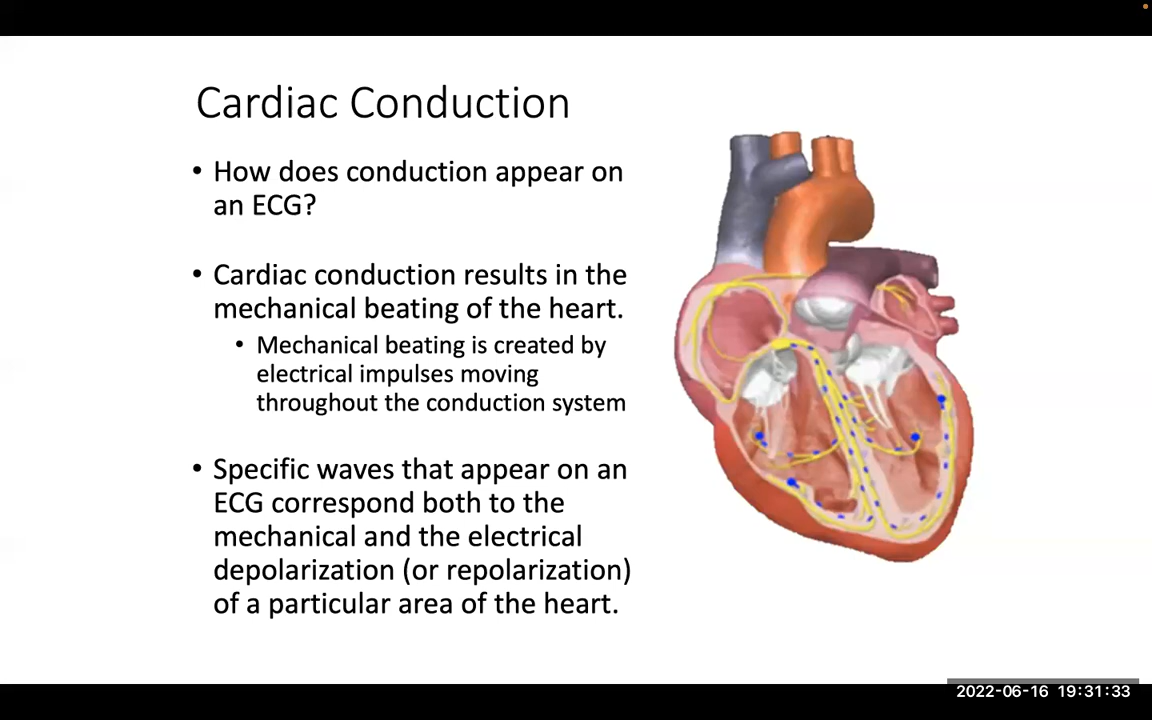 Cardiac Conduction
• How does conduction appear on
an ECG?
• Cardiac conduction results in the
mechanical beating of the heart.
• Mechanical beating is created by
electrical impulses moving
throughout the conduction system
• Specific waves that appear on an
ECG correspond both to the
mechanical and the electrical
depolarization (or repolarization)
of a particular area of the heart.
2022-06-16 19:31:33